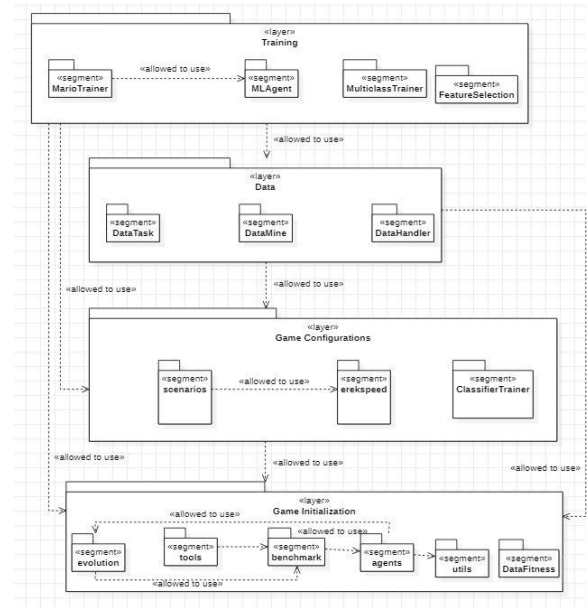 «layer»
Training
«segment»
MarioTrainer
«allowed to use»
«segment»
MLAgent
«segment»
MulticlassTrainer
«segment»
FeatureSelection
«allowed to use»
«layer»
Data
«segment»
DataTask
«segment»
DataMine
«segment»
DataHandler
«allowed to use»
«allowed to use»
«layer»
Game Configurations
«segment»
scenarios
«allowed to use»
«segment»
erekspeed
«segment»
ClassifierTrainer
«allowed to use»
«allowed to use»
«allowed to use»
«layer»
Game Initialization
«allowed to use»
«allowed to use»
«segment»
evolution
«segment»
tools
«segment»
benchmark
«segment»
agents
«segment»
utils
«segment»
DataFitness
«allowed to use»